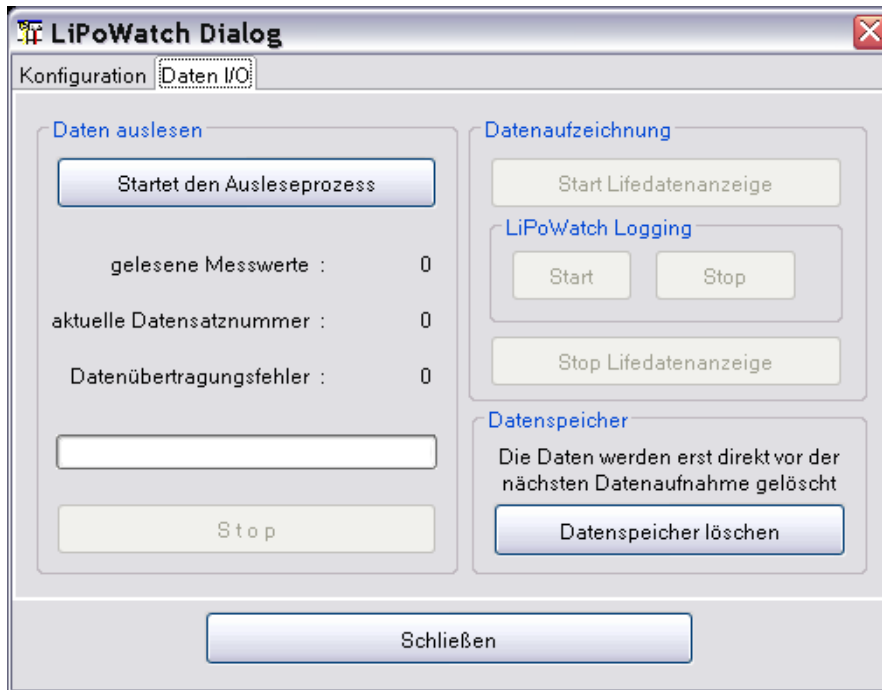 LiPoWatch Dialog
Konfiguration
Daten I/O
Daten auslesen
Startet den Ausleseprozess
gelesene Messwerte : 0
aktuelle Datensatznummer : 0
Datenübertragungsfehler : 0
Stop
Datenaufzeichnung
Start Lifedatenanzeige
LiPoWatch Logging
Start
Stop
Stop Lifedatenanzeige
Datenspeicher
Die Daten werden erst direkt vor der
nächsten Datenaufnahme gelöscht
Datenspeicher löschen
Schließen